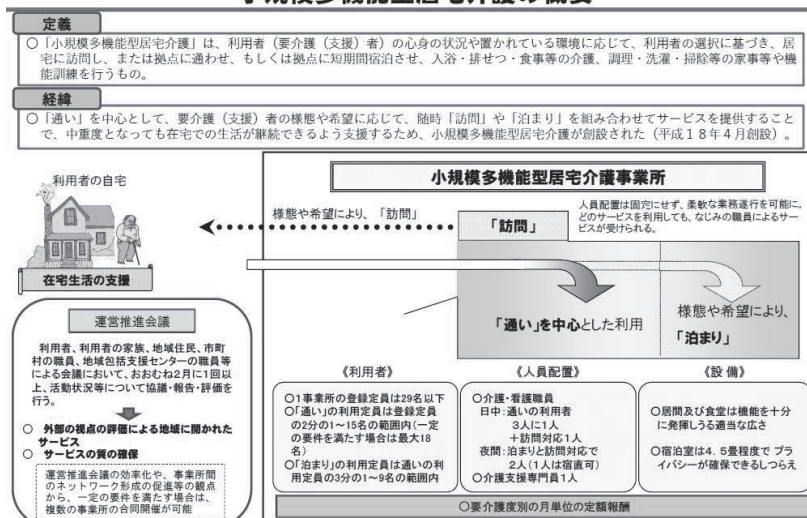 小規模多機能型居宅介護の概要
定義
○「小規模多機能型居宅介護」は、利用者（要介護（支援）者）の心身の状況や置かれている環境に応じて、利用者の選択に基づき、居
宅に訪問し、または拠点に通わせ、もしくは拠点に短期間宿泊させ、入浴・排せつ・食事等の介護、調理・洗濯・掃除等の家事等や機
能訓練を行うもの。
経緯
○「通い」を中心として、要介護（支援）者の様態や希望に応じて、随時「訪問」や「泊まり」を組み合わせてサービスを提供すること
で、中重度となっても在宅での生活が継続できるよう支援するため、小規模多機能型居宅介護が創設された（平成１８年４月創設）。
利用者の自宅
在宅生活の支援
小規模多機能型居宅介護事業所
様態や希望により、「訪問」
「訪問」
人員配置は固定にせず、柔軟な業務遂行を可能に。
どのサービスを利用しても、なじみの職員によるサー
ビスが受けられる。
「通い」を中心とした利用
様態や希望により、
「泊まり」
運営推進会議
利用者、利用者の家族、地域住民、市町
村の職員、地域包括支援センターの職員等
による会議において、おおむね2月に1回以
上、活動状況等について協議・報告・評価を
行う。
○ 外部の視点の評価による地域に開かれた
サービス
○ サービスの質の確保
運営推進会議の効率化や、事業所間
のネットワーク形成の促進等の観点
から、一定の要件を満たす場合は、
複数の事業所の合同開催が可能
《利用者》
○1事業所の登録定員は29名以下
○「通い」の利用定員は登録定員
の2分の1～15名の範囲内（一定
の要件を満たす場合は最大18
名）
○「泊まり」の利用定員は通いの利
用定員の3分の1～9名の範囲内
《人員配置》
○介護・看護職員
日中：通いの利用者
3人に1人
＋訪問対応1人
夜間：泊まりと訪問対応で
2人（1人は宿直可）
○介護支援専門員1人
《設備》
○居間及び食堂は機能を十分
に発揮しうる適当な広さ
○宿泊室は4．5畳程度で プラ
イバシーが確保できるしつらえ
○要介護度別の月単位の定額報酬